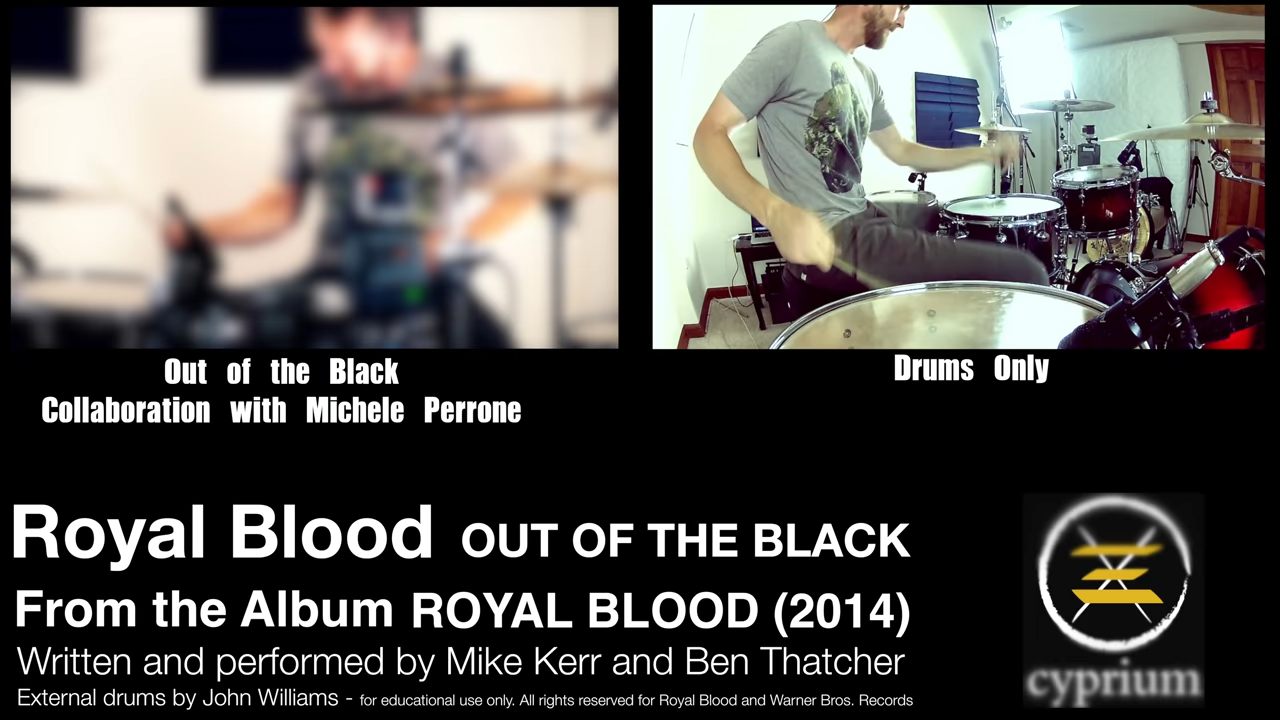 Out of the Black
Collaboration with Michele Perrone
Drums Only
Royal Blood OUT OF THE BLACK
From the Album ROYAL BLOOD (2014)
Written and performed by Mike Kerr and Ben Thatcher
External drums by John Williams - for educational use only. All rights reserved for Royal Blood and Warner Bros. Records
cyprium